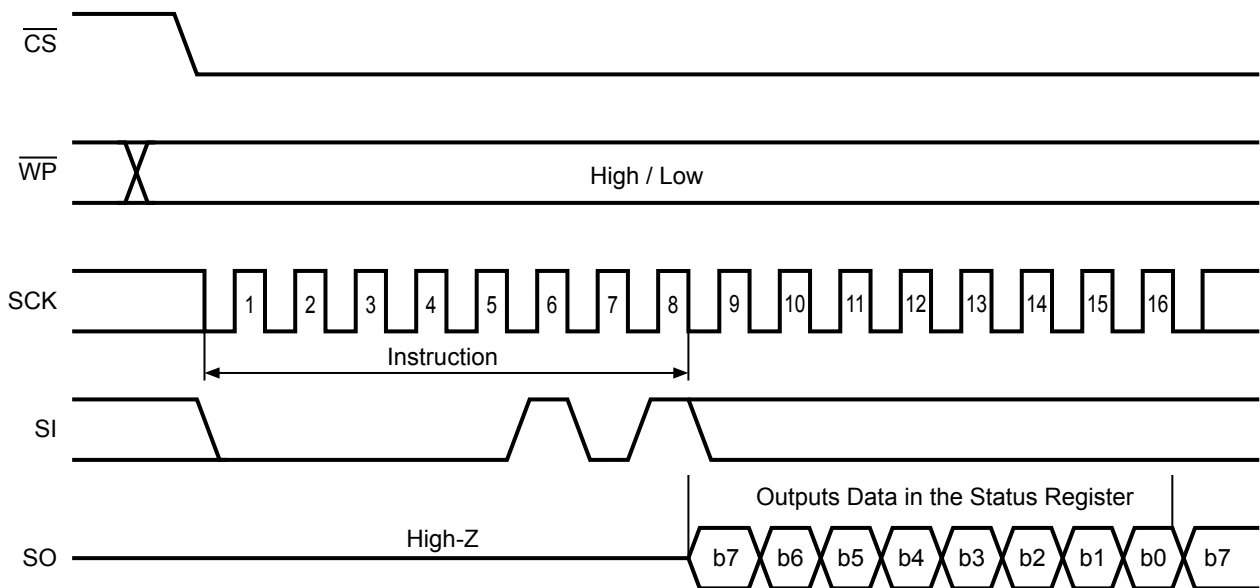 CS
WP
High / Low
SCK
1 2 3 4 5 6 7 8 9 10 11 12 13 14 15 16
Instruction
SI
Outputs Data in the Status Register
High-Z
SO
b7 b6 b5 b4 b3 b2 b1 b0 b7